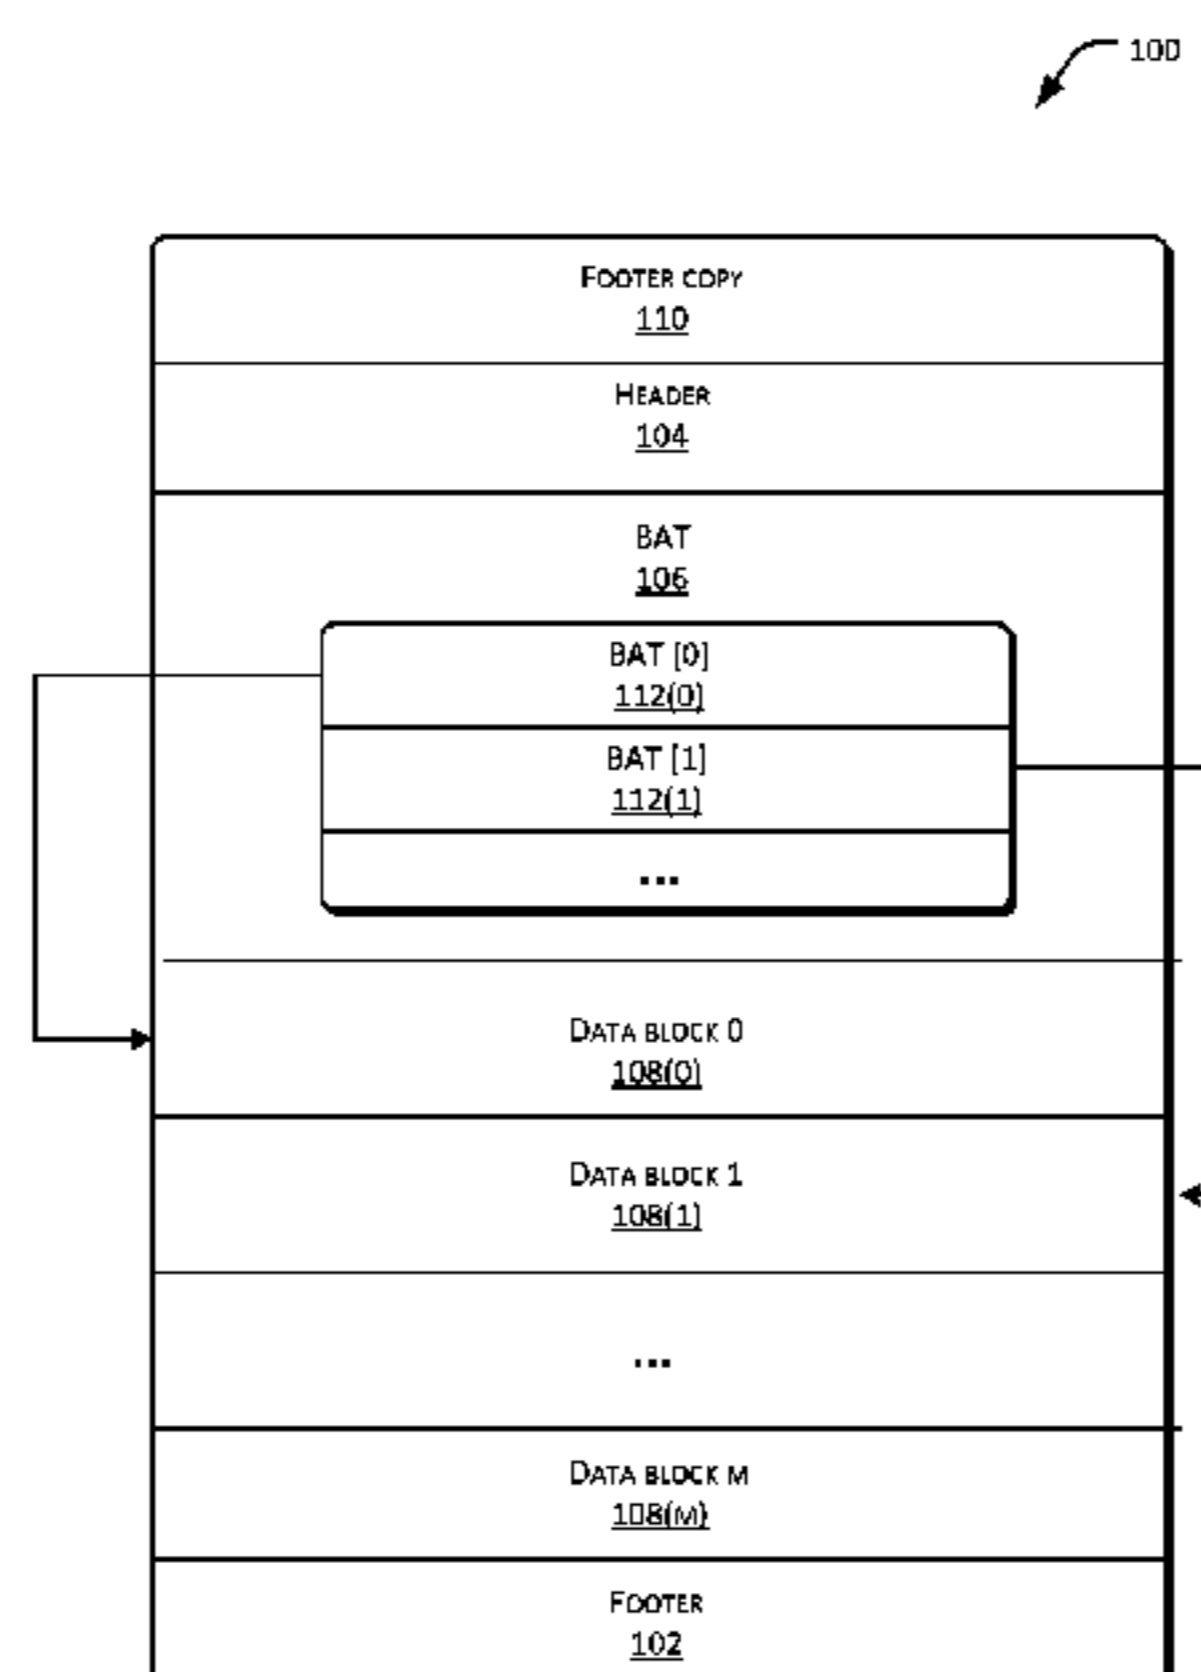 100
FOOTER COPY
110
HEADER
104
BAT
106
BAT [0]
112(0)
BAT [1]
112(1)
...
DATA BLOCK 0
108(0)
DATA BLOCK 1
108(1)
...
DATA BLOCK M
108(M)
FOOTER
102